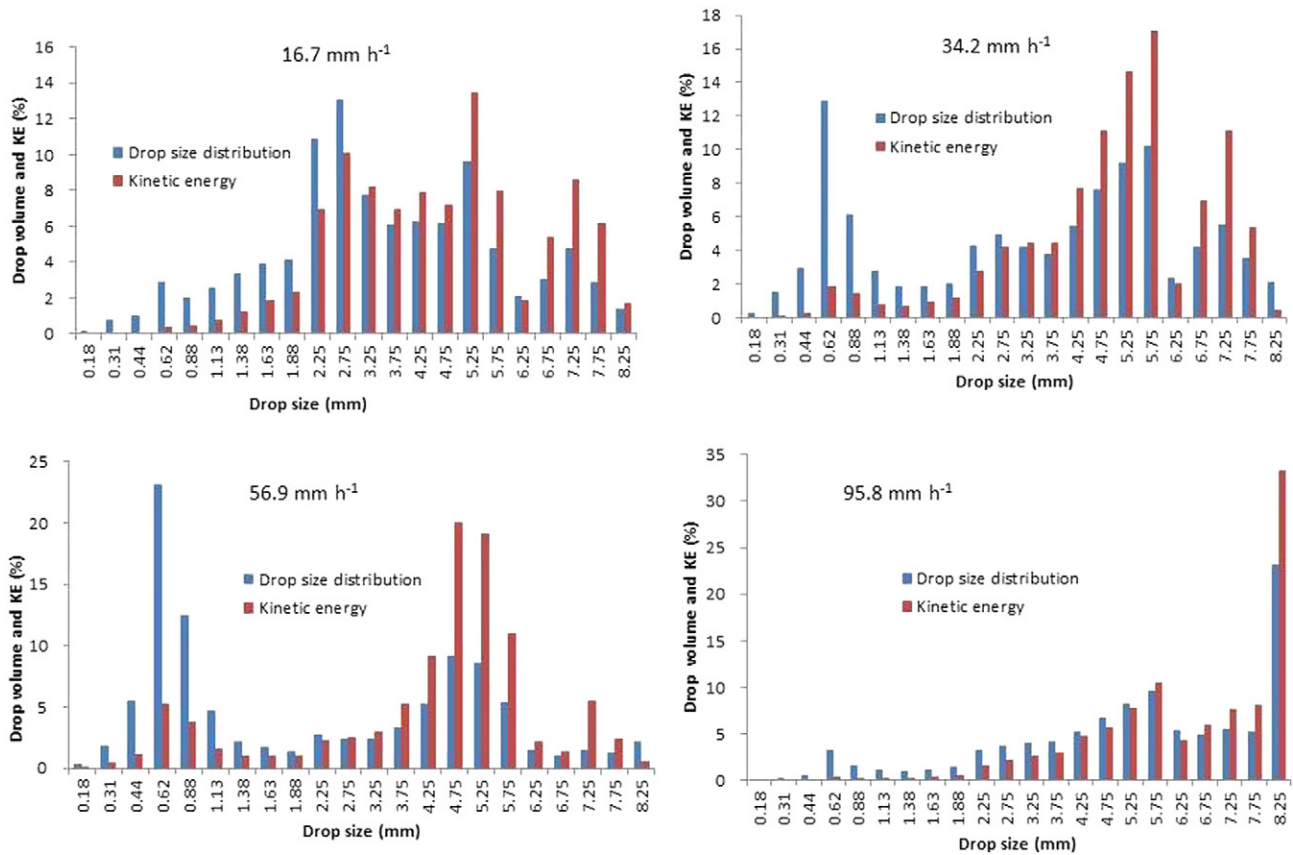 16.7 mm h-1
Drop volume and KE (%)
16
14
12
10
8
6
4
2
0
Drop size distribution
Kinetic energy
0.18 0.31 0.44 0.62 0.88 1.13 1.38 1.63 1.88 2.25 2.75 3.25 3.75 4.25 4.75 5.25 5.75 6.25 6.75 7.25 7.75 8.25
Drop size (mm)
34.2 mm h-1
Drop volume and KE (%)
18
16
14
12
10
8
6
4
2
0
Drop size distribution
Kinetic energy
0.18 0.31 0.44 0.62 0.88 1.13 1.38 1.63 1.88 2.25 2.75 3.25 3.75 4.25 4.75 5.25 5.75 6.25 6.75 7.25 7.75 8.25
Drop size (mm)
56.9 mm h-1
Drop volume and KE (%)
25
20
15
10
5
0
Drop size distribution
Kinetic energy
0.18 0.31 0.44 0.62 0.88 1.13 1.38 1.63 1.88 2.25 2.75 3.25 3.75 4.25 4.75 5.25 5.75 6.25 6.75 7.25 7.75 8.25
Drop size (mm)
95.8 mm h-1
Drop volume and KE (%)
35
30
25
20
15
10
5
0
Drop size distribution
Kinetic energy
0.18 0.31 0.44 0.62 0.88 1.13 1.38 1.63 1.88 2.25 2.75 3.25 3.75 4.25 4.75 5.25 5.75 6.25 6.75 7.25 7.75 8.25
Drop size (mm)